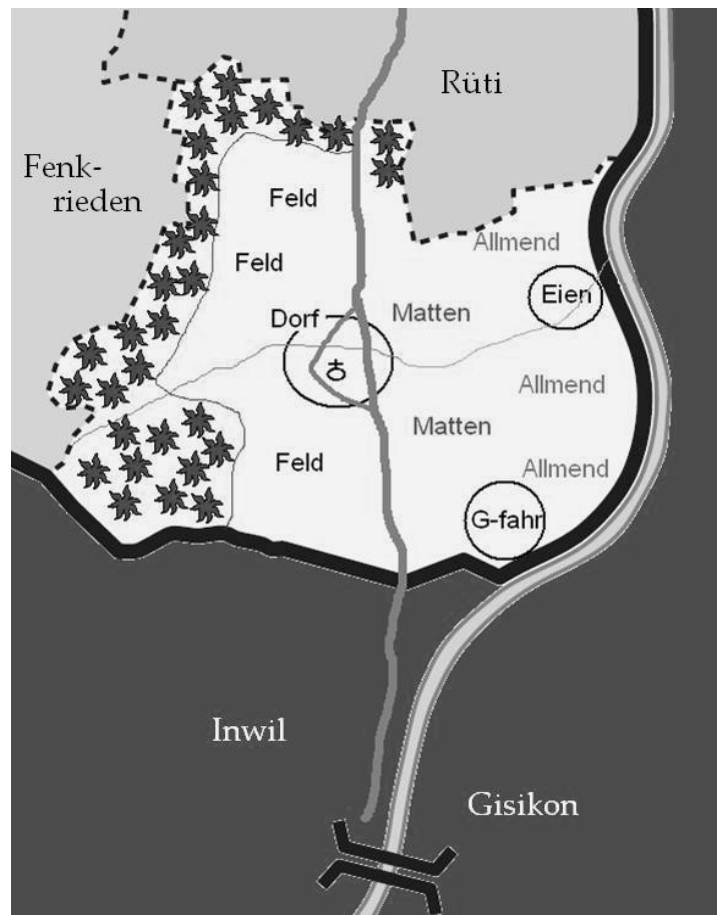 Rüti
Fenk-
rieden
Feld
Allmend
Feld
Eien
Dorf
Matten
Allmend
Matten
Feld
Allmend
G-fahr
Inwil
Gisikon